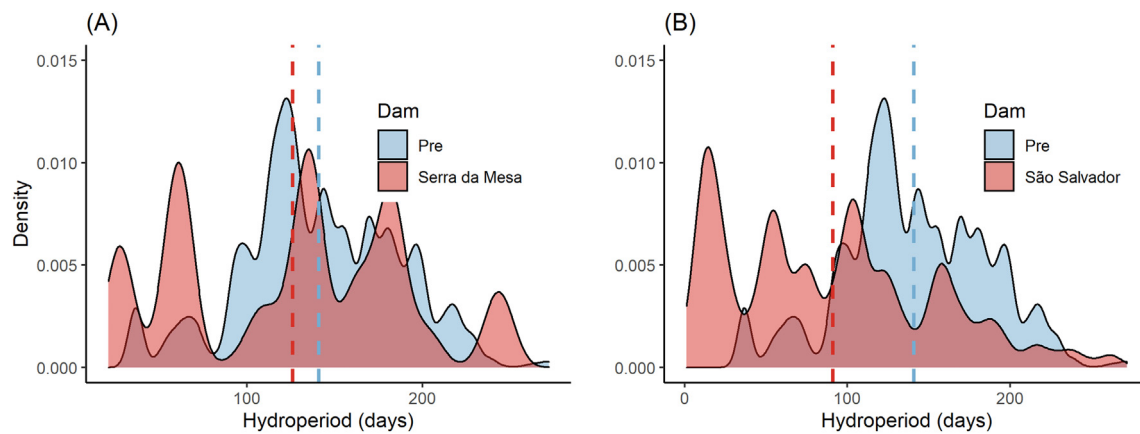 (A)
0.015
0.010
0.005
0.000
Density
100
200
Hydroperiod (days)
Dam
Pre
Serra da Mesa
(B)
0.015
0.010
0.005
0.000
0
100
200
Hydroperiod (days)
Dam
Pre
São Salvador